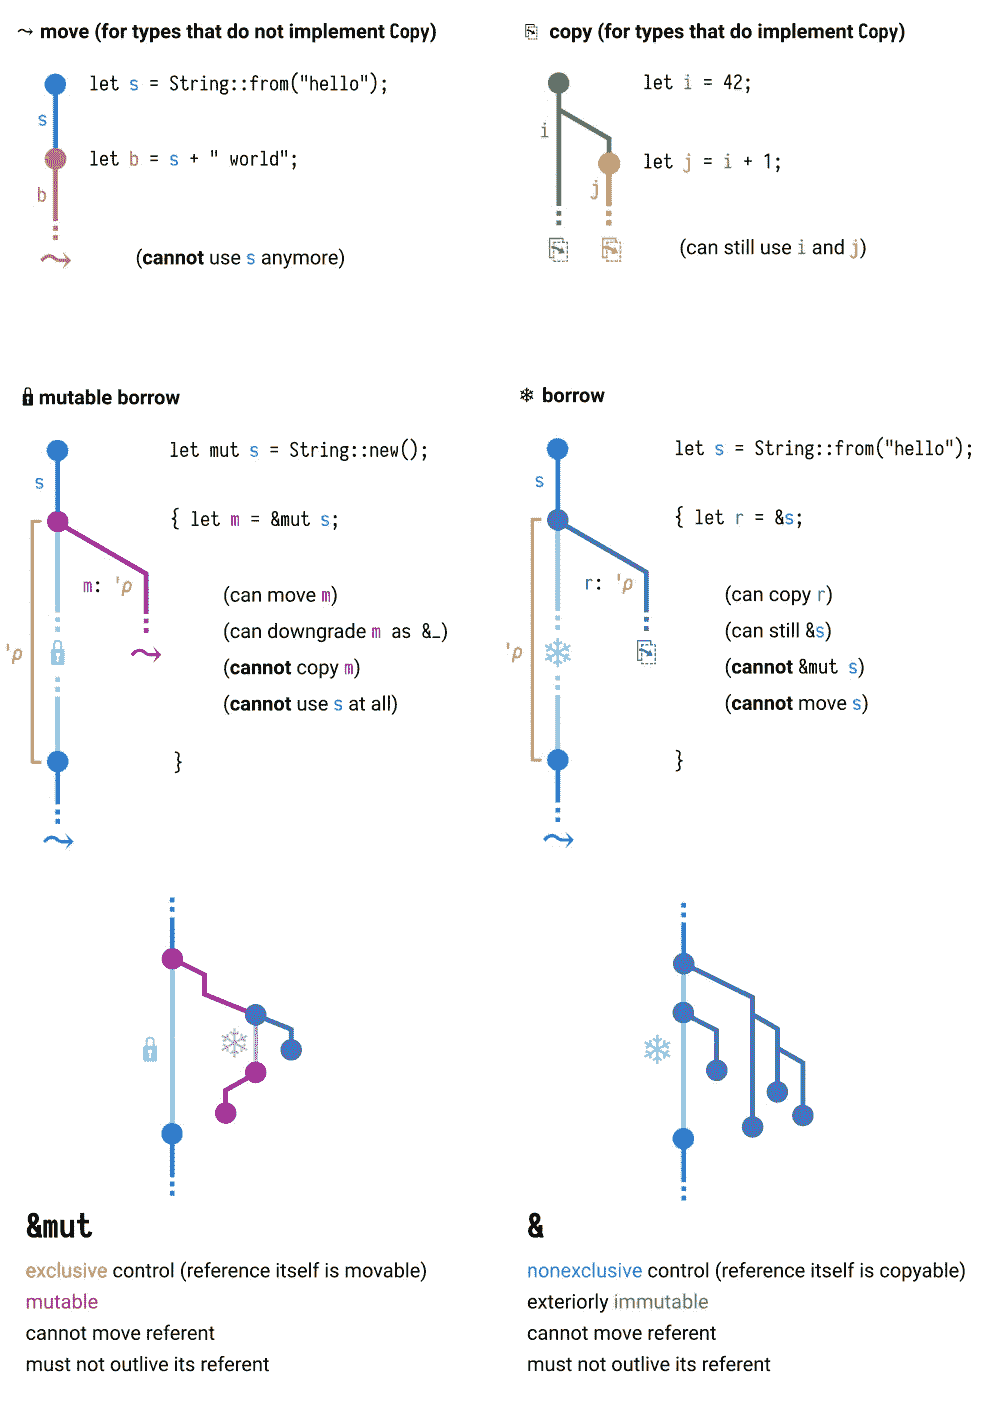 move (for types that do not implement Copy)
let s = String::from("hello");
s
let b = s + " world";
b
(cannot use s anymore)
copy (for types that do implement Copy)
let i = 42;
i
let j = i + 1;
j
(can still use i and j)
mutable borrow
let mut s = String::new();
s
{ let m = &mut s;
m: 'ρ
(can move m)
(can downgrade m as &_)
'ρ
(cannot copy m)
(cannot use s at all)
}
borrow
let s = String::from("hello");
s
{ let r = &s;
r: 'ρ
(can copy r)
(can still &s)
'ρ
(cannot &mut s)
(cannot move s)
}
&mut
exclusive control (reference itself is movable)
mutable
cannot move referent
must not outlive its referent
&
nonexclusive control (reference itself is copyable)
exteriorly immutable
cannot move referent
must not outlive its referent